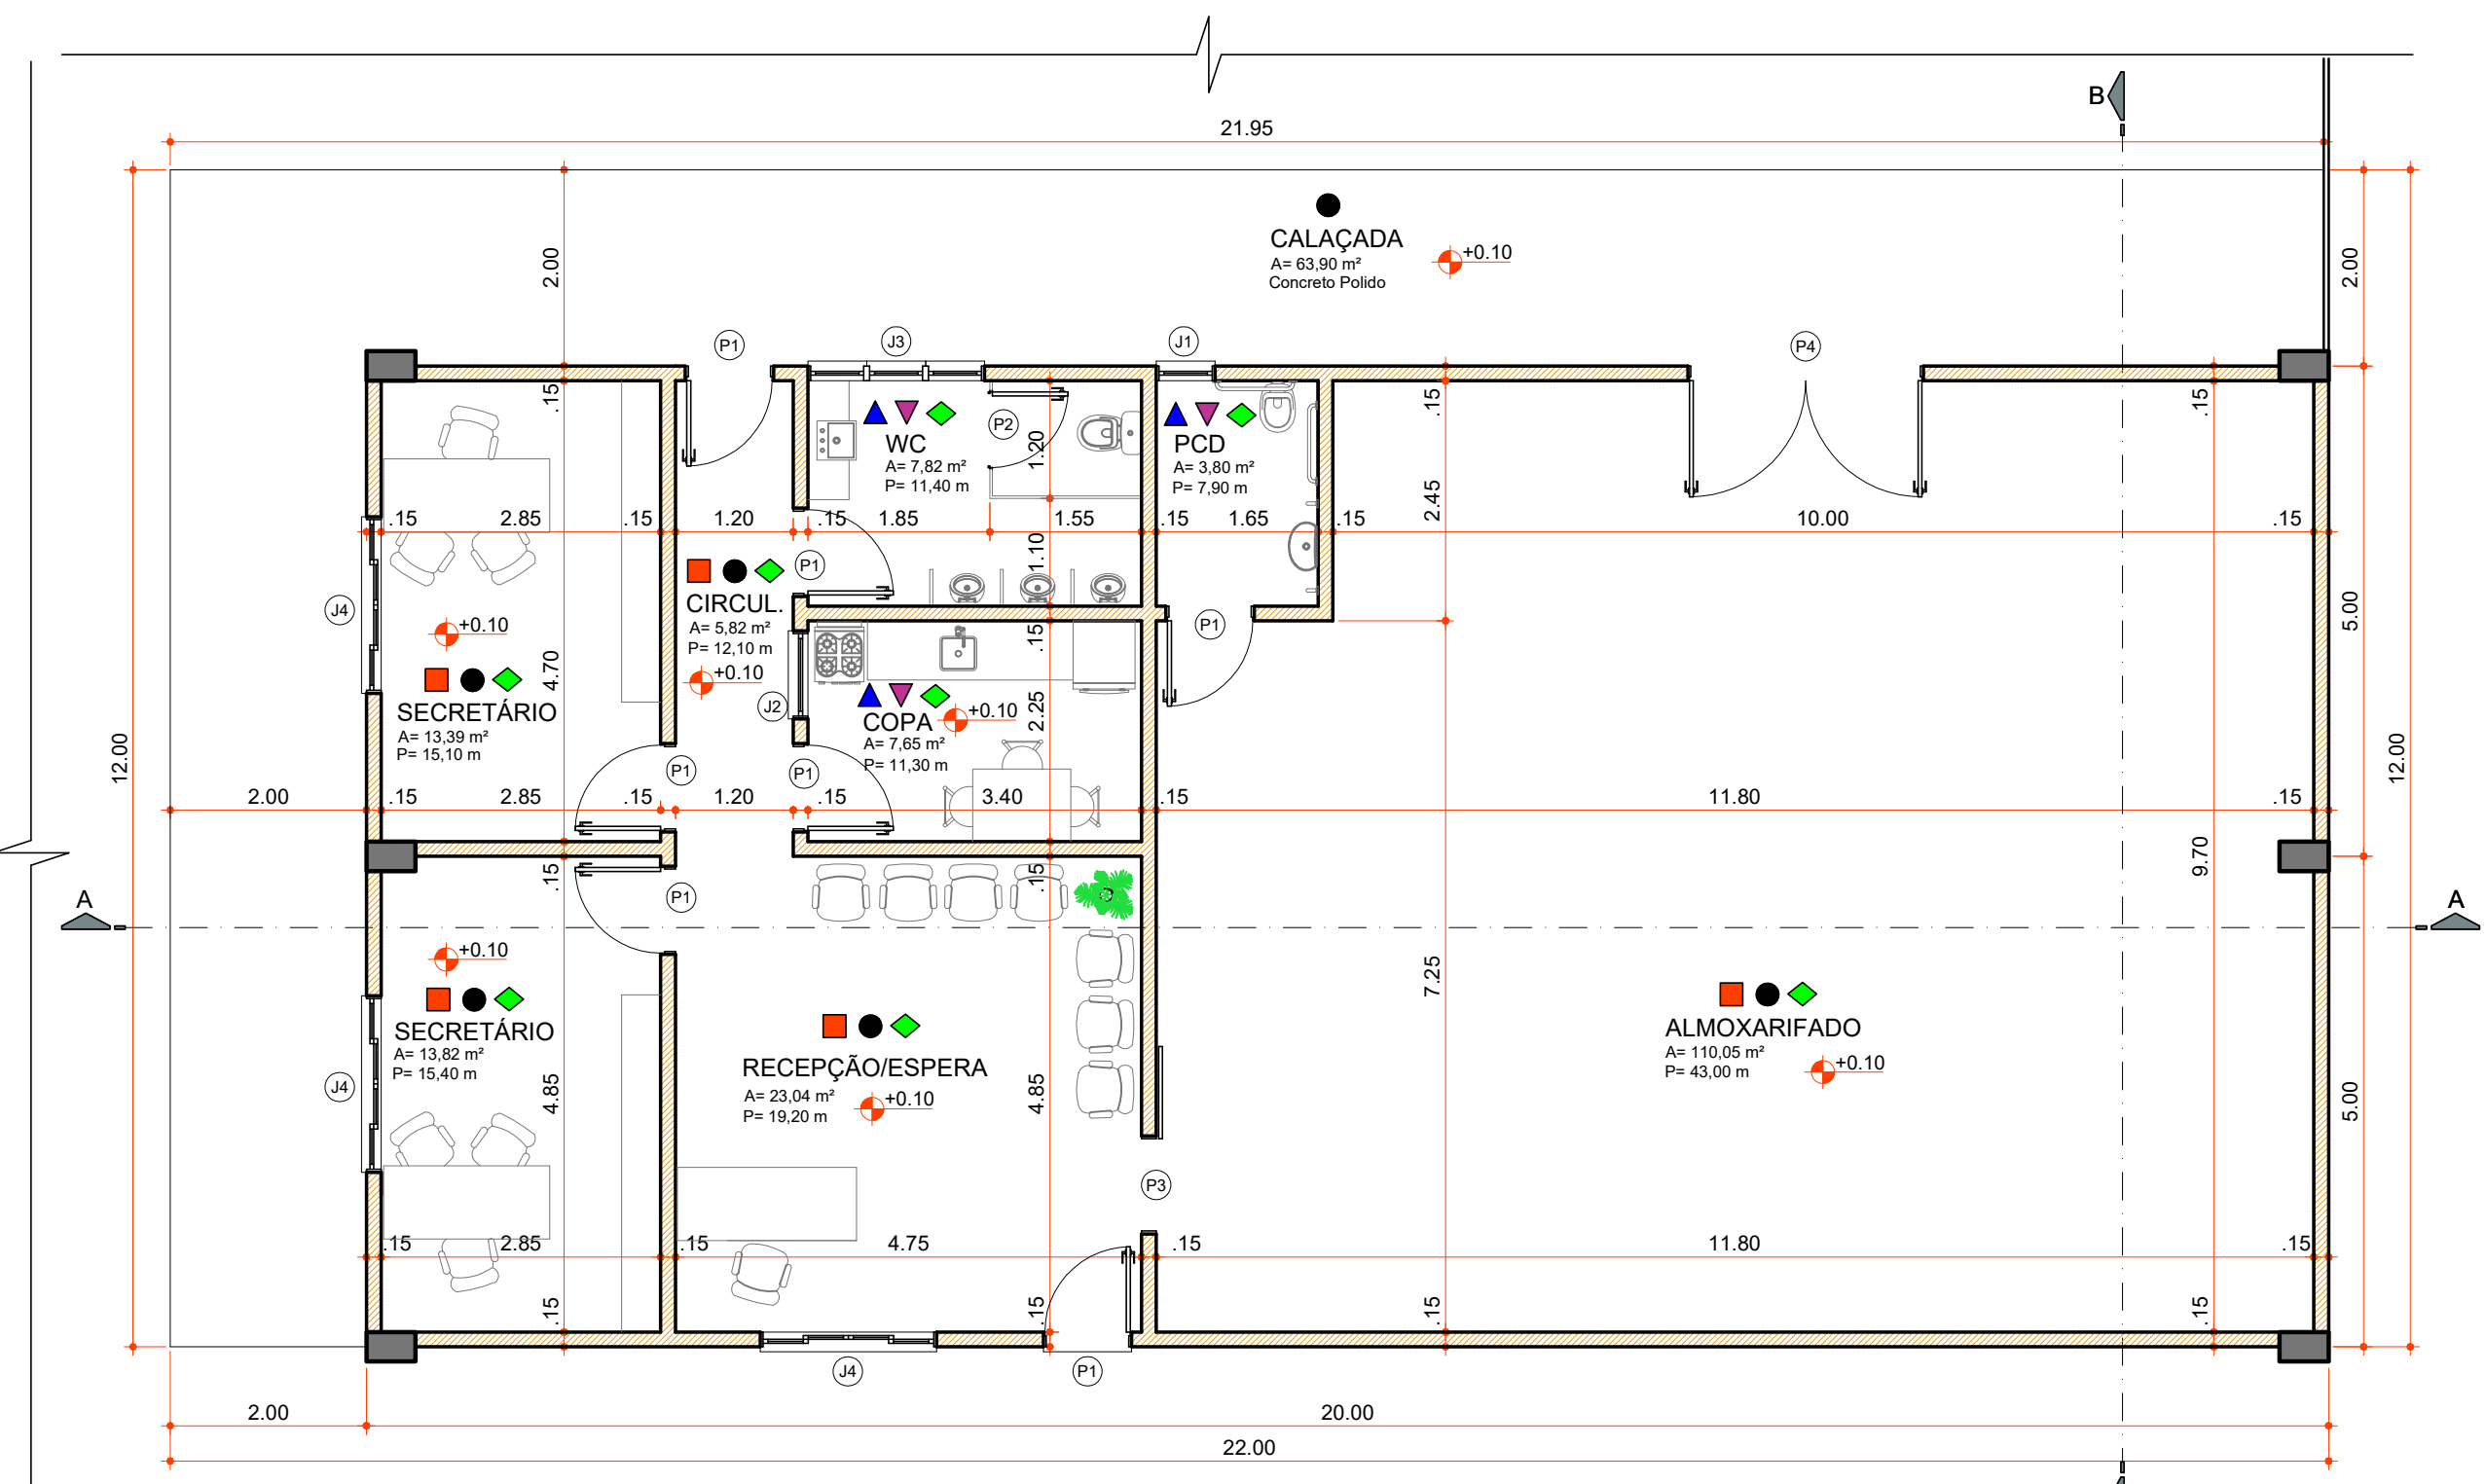 B
21.95
CALAÇADA
A= 63,90 m²
Concreto Polido
+0.10
2.00
2.00
P1
J3
J1
P4
.15
.15
.15
P2
WC
A= 7,82 m²
P= 11,40 m
1.20
PCD
A= 3,80 m²
P= 7,90 m
2.45
.15
2.85
.15
1.20
.15
1.85
1.55
.15
1.65
.15
10.00
.15
1.10
P1
CIRCUL.
A= 5,82 m²
P= 12,10 m
+0.10
J4
+0.10
4.70
SECRETÁRIO
A= 13,39 m²
P= 15,10 m
P1
.15
5.00
J2
COPA
A= 7,65 m²
P= 11,30 m
+0.10
2.25
12.00
12.00
P1
P1
2.00
.15
2.85
.15
1.20
.15
3.40
.15
11.80
.15
9.70
.15
.15
P1
A
A
+0.10
SECRETÁRIO
A= 13,82 m²
P= 15,40 m
4.85
J4
RECEPÇÃO/ESPERA
A= 23,04 m²
P= 19,20 m
+0.10
4.85
7.25
ALMOXARIFADO
A= 110,05 m²
P= 43,00 m
+0.10
5.00
P3
.15
2.85
.15
4.75
.15
11.80
.15
.15
.15
.15
.15
J4
P1
2.00
20.00
22.00